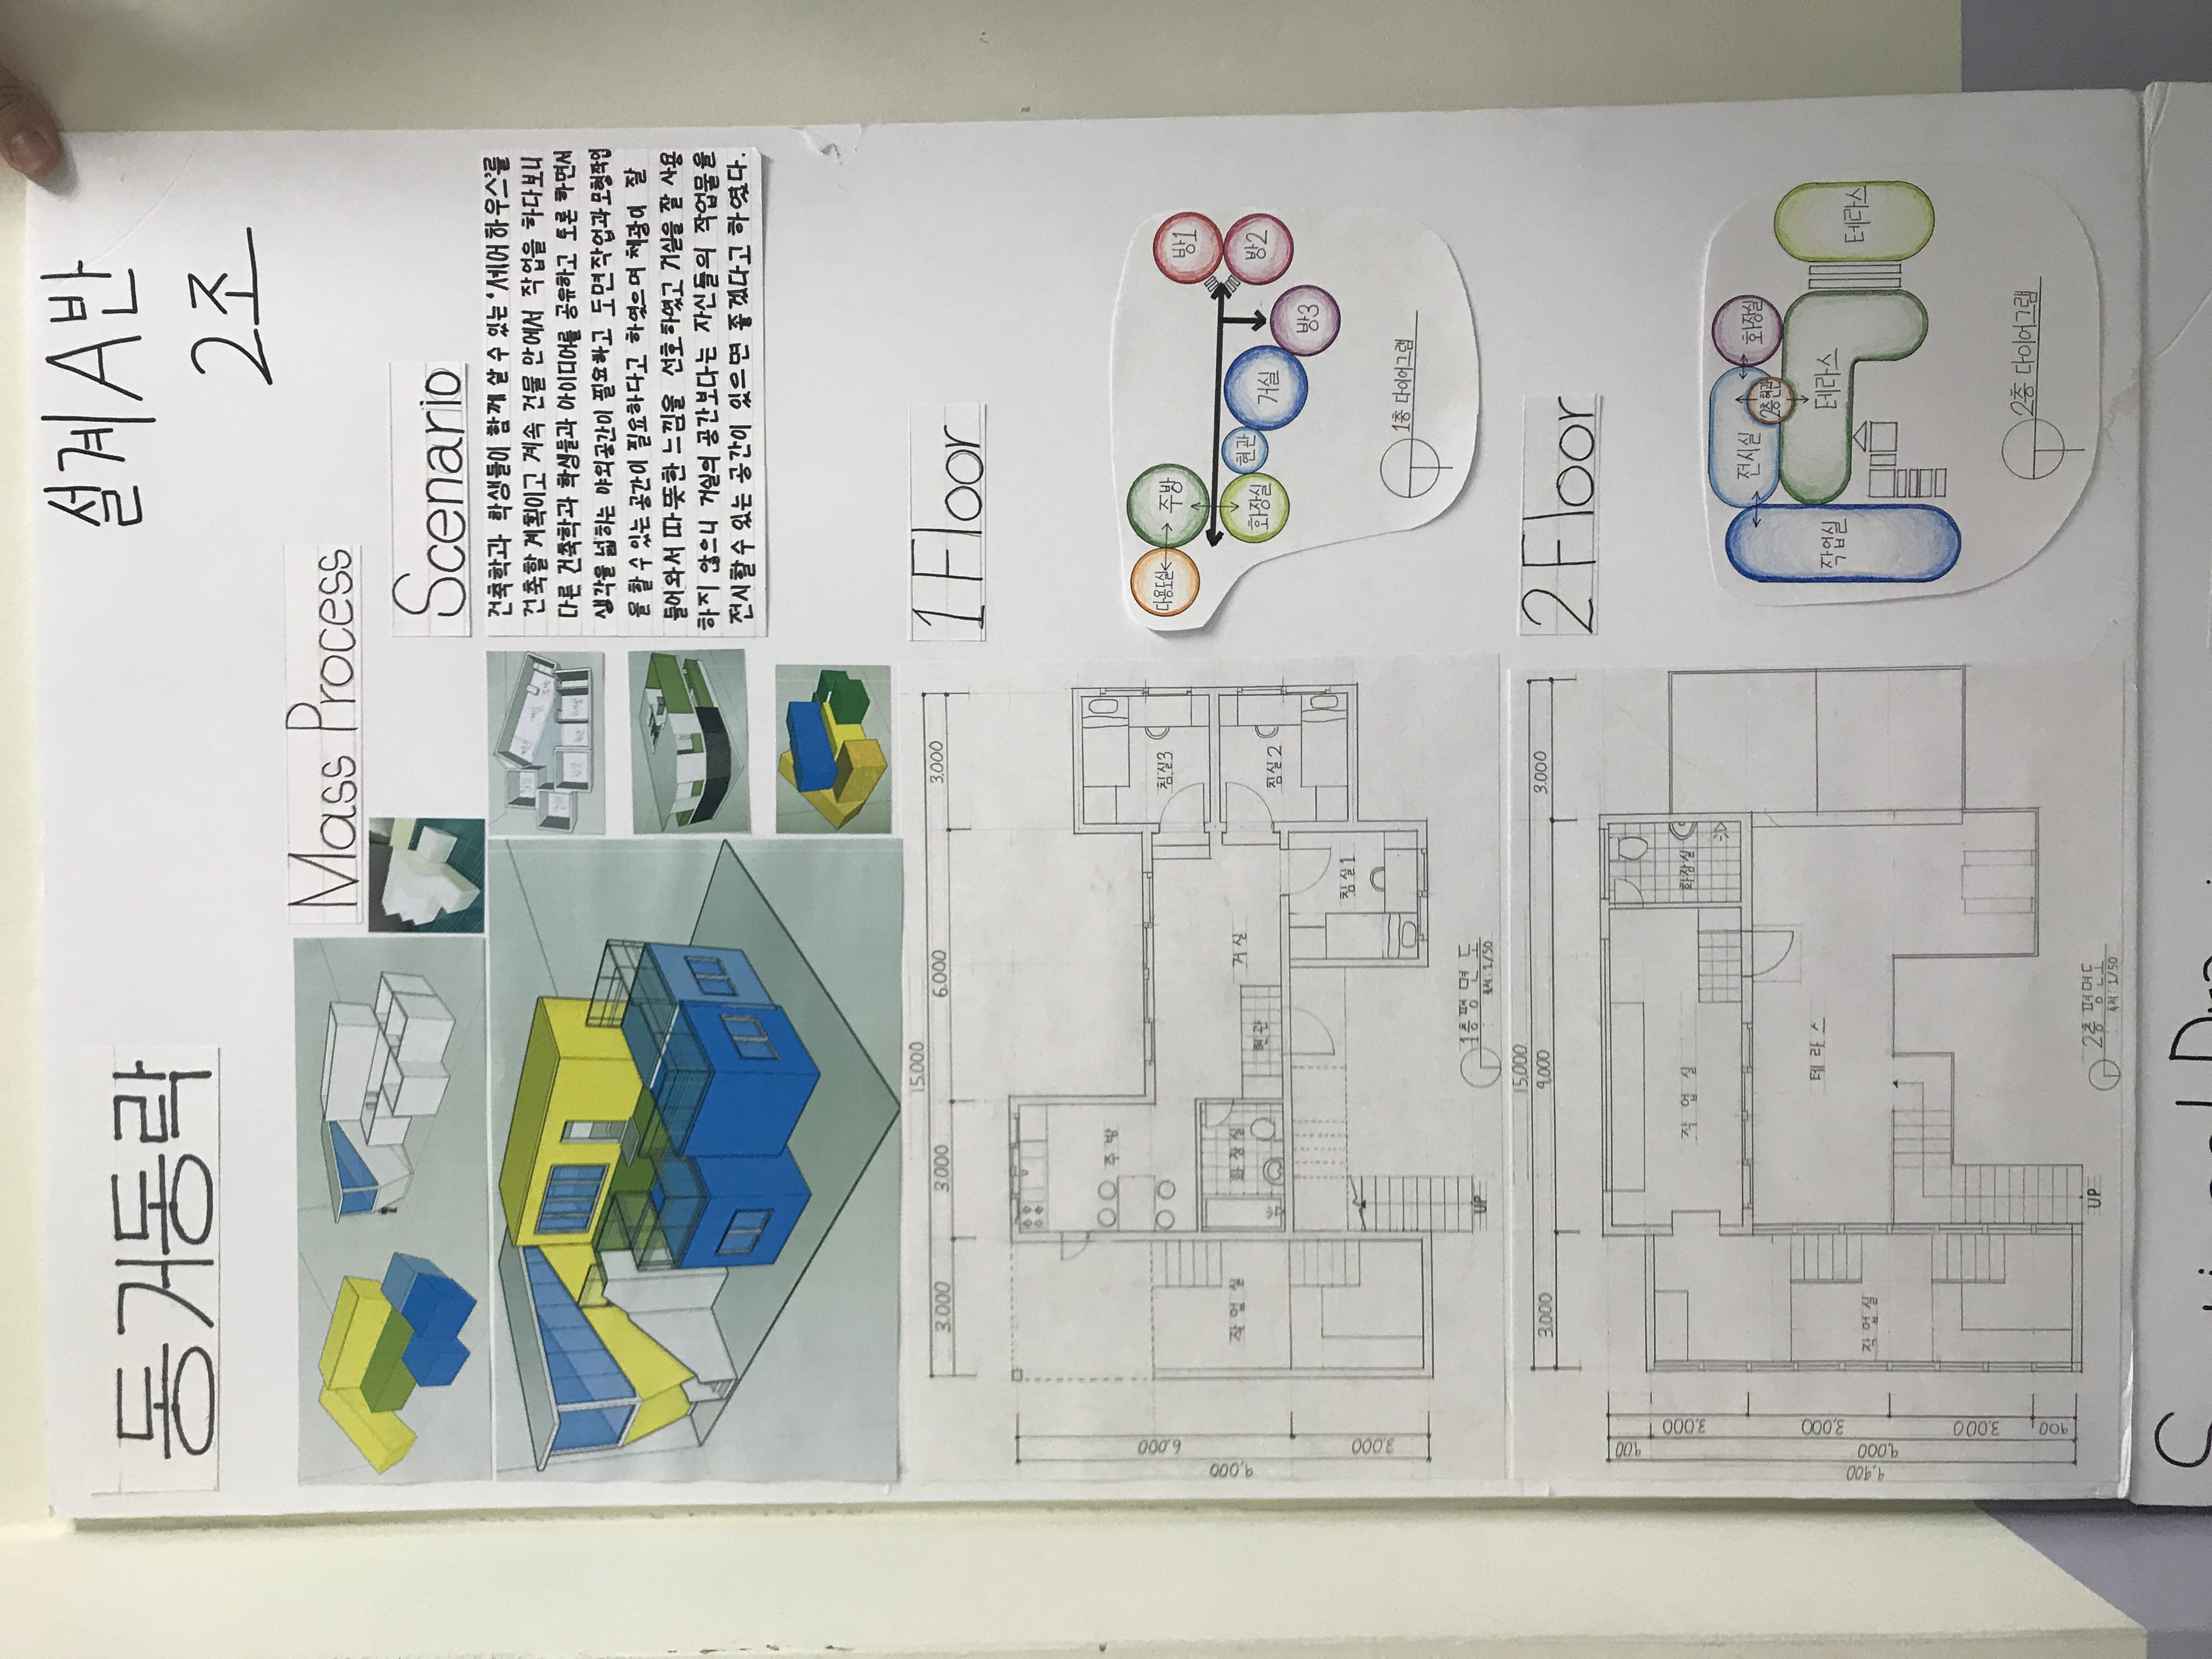 동거동락
설계 A반
2조
Mass Process
Scenario
건축학과 학생들이 함께 살 수 있는 '셰어하우스'를
건축할 계획이고 계속 건물 안에서 작업을 하다보니
다른 건축학과 학생들과 아이디어를 공유하고 토론 하면서
생각을 넓히는 야외공간이 필요하고 도면작업과 모형작업
을 할 수 있는 공간이 필요하다고 하였으며 채광이 잘
들어와서 따뜻한 느낌을 선호하였고 거실을 잘 사용
하지 않으니 거실의 공간보다는 자신들의 작업물을
전시할 수 있는 공간이 있으면 좋겠다고 하였다.
1 Floor
15,000
3,000
3,000
6,000
3,000
9,000
6,000
3,000
주방
침실3
작업실
화장실
현관
거실
침실2
침실1
UP
1층평면도
축척: 1/50
다용도실
주방
방1
화장실
현관
거실
방2
방3
1층 다이어그램
2 Floor
15,000
3,000
9,000
3,000
900
3,000
3,000
9,900
9,000
3,000
900
작업실
화장실
테라스
작업실
UP
2층 평면도
축척: 1/50
전시실
화장실
2층현관
작업실
테라스
테라스
2층 다이어그램